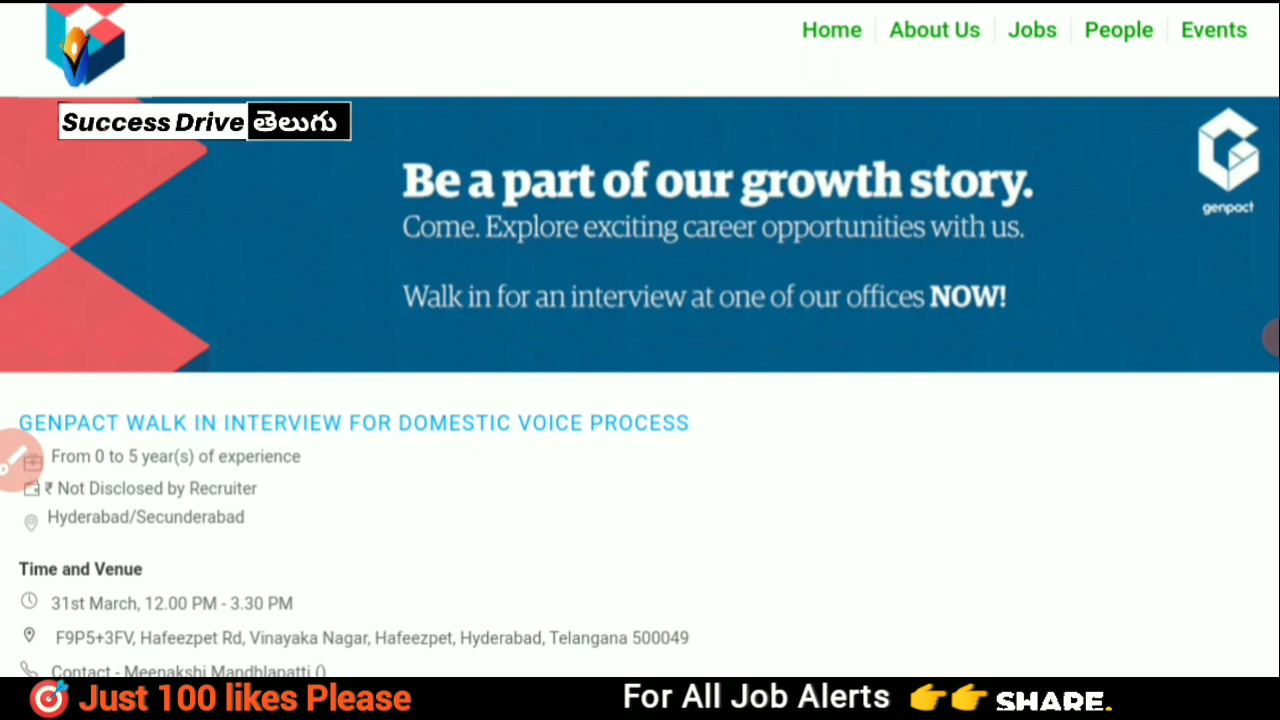 Home About Us Jobs People Events
Success Drive తెలుగు
Be a part of our growth story.
Come. Explore exciting career opportunities with us.
genpact
Walk in for an interview at one of our offices NOW!
GENPACT WALK IN INTERVIEW FOR DOMESTIC VOICE PROCESS
From 0 to 5 year(s) of experience
₹ Not Disclosed by Recruiter
Hyderabad/Secunderabad
Time and Venue
31st March, 12.00 PM - 3.30 PM
F9P5+3FV, Hafeezpet Rd, Vinayaka Nagar, Hafeezpet, Hyderabad, Telangana 500049
Contact - Meenakshi Mandhlapatti ()
Just 100 likes Please For All Job Alerts SHARE.